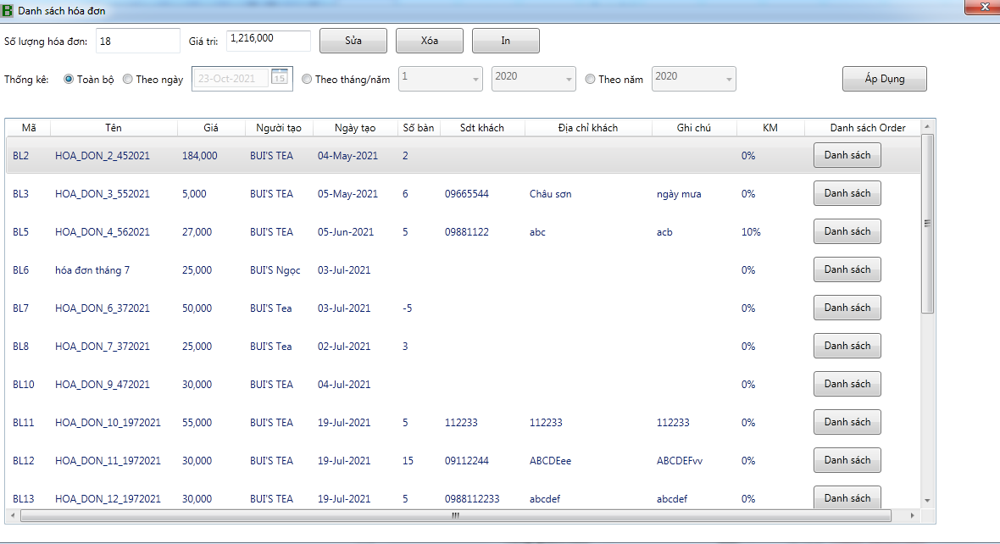 B Danh sách hóa đơn
Số lượng hóa đơn: 18 Giá trị: 1,216,000 Sửa Xóa In
Thống kê: Toàn bộ Theo ngày 23-Oct-2021 15 Theo tháng/năm 1 2020 Theo năm 2020 Áp Dụng
Mã Tên Giá Người tạo Ngày tạo Số bàn Sdt khách Địa chỉ khách Ghi chú KM Danh sách Order
BL2 HOA_DON_2_452021 184,000 BUI'S TEA 04-May-2021 2 0% Danh sách
BL3 HOA_DON_3_552021 5,000 BUI'S TEA 05-May-2021 6 09665544 Châu sơn ngày mưa 0% Danh sách
BL5 HOA_DON_4_562021 27,000 BUI'S TEA 05-Jun-2021 5 09881122 abc acb 10% Danh sách
BL6 hóa đơn tháng 7 25,000 BUI'S Ngọc 03-Jul-2021 0% Danh sách
BL7 HOA_DON_6_372021 50,000 BUI'S Tea 03-Jul-2021 -5 0% Danh sách
BL8 HOA_DON_7_372021 25,000 BUI'S Tea 02-Jul-2021 3 0% Danh sách
BL10 HOA_DON_9_472021 30,000 BUI'S TEA 04-Jul-2021 0% Danh sách
BL11 HOA_DON_10_1972021 55,000 BUI'S TEA 19-Jul-2021 5 112233 112233 112233 0% Danh sách
BL12 HOA_DON_11_1972021 30,000 BUI'S TEA 19-Jul-2021 15 09112244 ABCDEee ABCDEFvv 0% Danh sách
BL13 HOA_DON_12_1972021 30,000 BUI'S TEA 19-Jul-2021 5 0988112233 abcdef abcdef 0% Danh sách